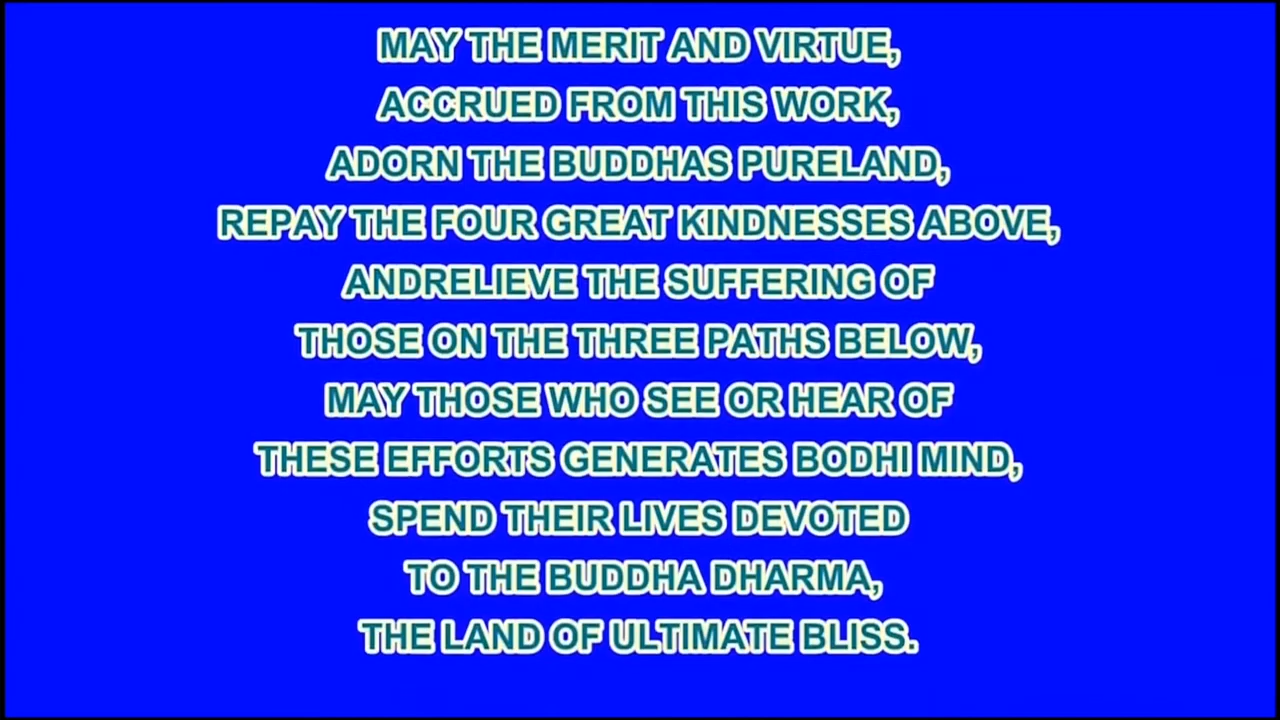 MAY THE MERIT AND VIRTUE,
ACCRUED FROM THIS WORK,
ADORN THE BUDDHAS PURELAND,
REPAY THE FOUR GREAT KINDNESSES ABOVE,
ANDRELIEVE THE SUFFERING OF
THOSE ON THE THREE PATHS BELOW,
MAY THOSE WHO SEE OR HEAR OF
THESE EFFORTS GENERATES BODHI MIND,
SPEND THEIR LIVES DEVOTED
TO THE BUDDHA DHARMA,
THE LAND OF ULTIMATE BLISS.